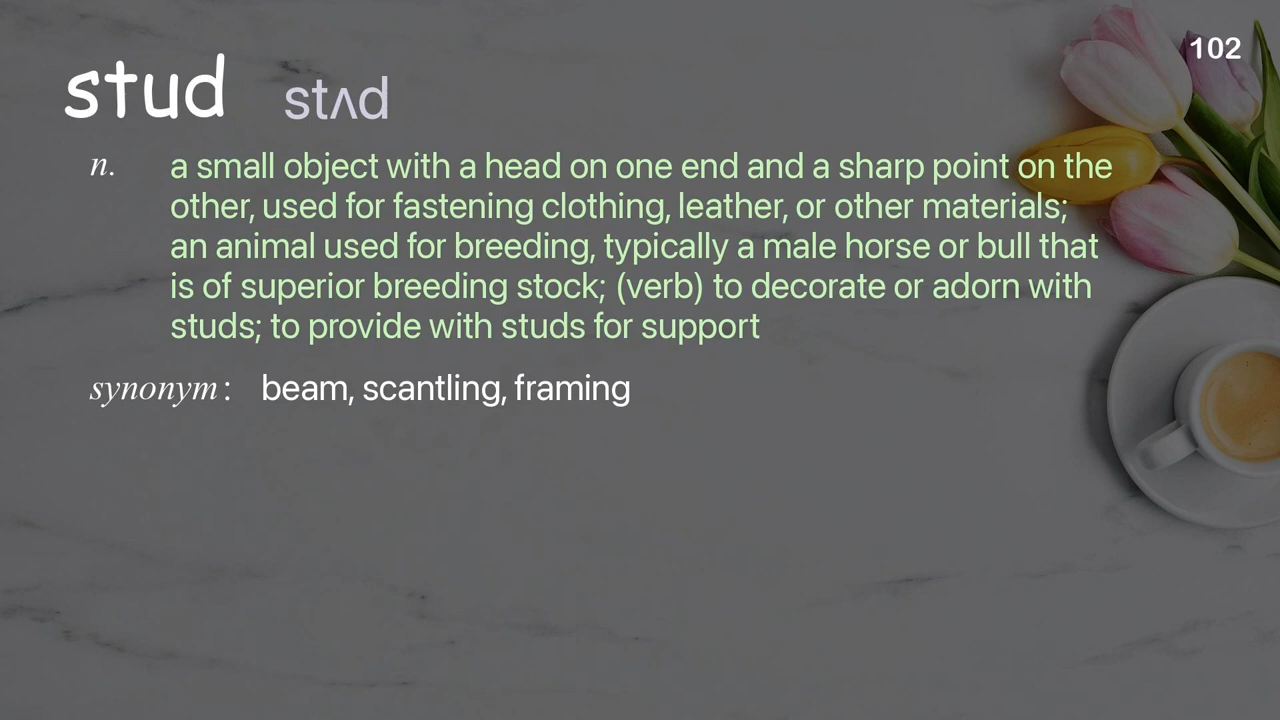 102
stud stʌd
n. a small object with a head on one end and a sharp point on the
other, used for fastening clothing, leather, or other materials;
an animal used for breeding, typically a male horse or bull that
is of superior breeding stock; (verb) to decorate or adorn with
studs; to provide with studs for support
synonym : beam, scantling, framing